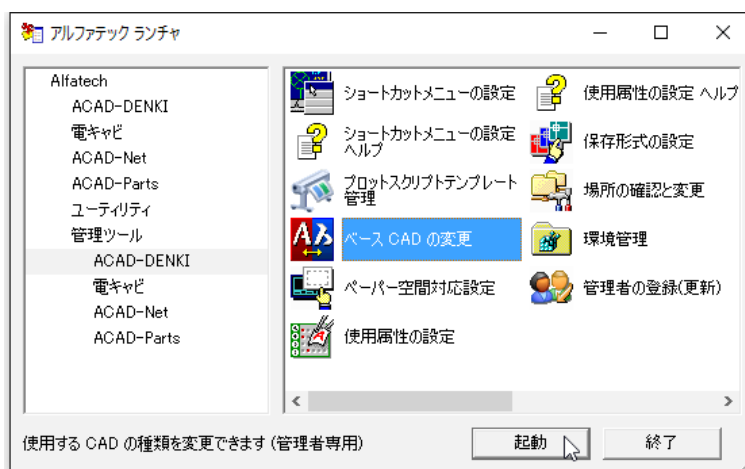 アルファテック ランチャ
Alfatech
ACAD-DENKI
電キャビ
ACAD-Net
ACAD-Parts
ユーティリティ
管理ツール
ACAD-DENKI
電キャビ
ACAD-Net
ACAD-Parts
ショートカットメニューの設定
ショートカットメニューの設定
ヘルプ
プロットスクリプトテンプレート
管理
ベース CAD の変更
ペーパー空間対応設定
使用属性の設定
使用属性の設定 ヘルプ
保存形式の設定
場所の確認と変更
環境管理
管理者の登録(更新)
使用する CAD の種類を変更できます (管理者専用)
起動
終了